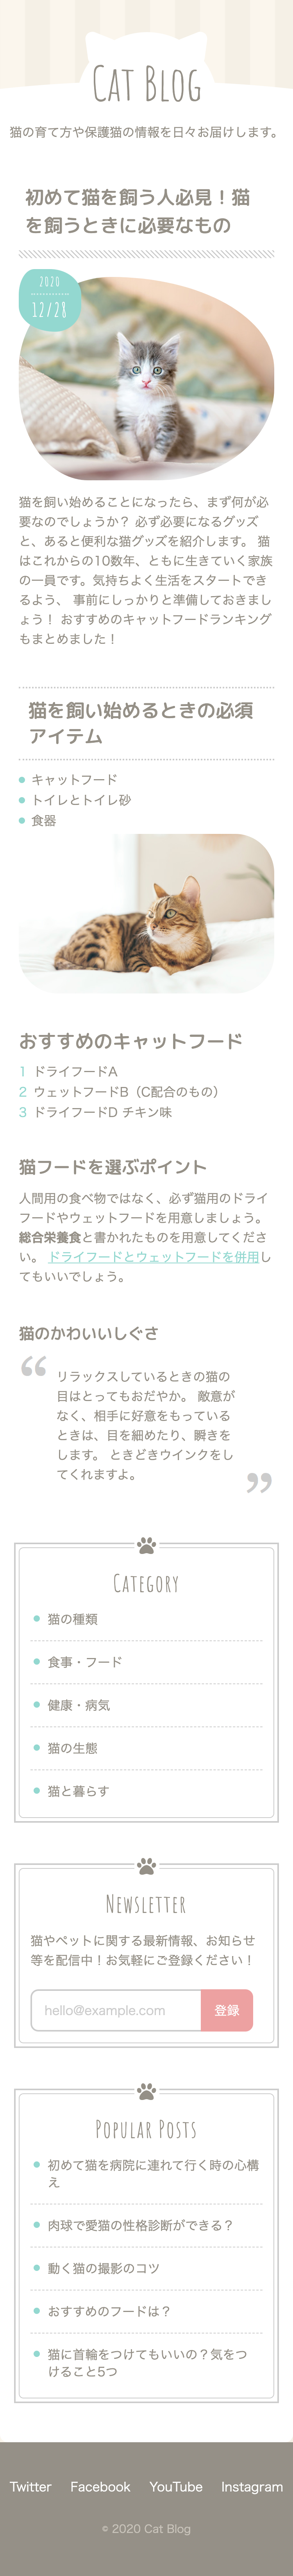 Cat Blog
猫の育て方や保護猫の情報を日々お届けします。
初めて猫を飼う人必見！猫
を飼うときに必要なもの
2020
12/28
猫を飼い始めることになったら、まず何が必
要なのでしょうか？ 必ず必要になるグッズ
と、あると便利な猫グッズを紹介します。 猫
はこれからの10数年、ともに生きていく家族
の一員です。気持ちよく生活をスタートでき
るよう、 事前にしっかりと準備しておきまし
ょう！ おすすめのキャットフードランキング
もまとめました！
猫を飼い始めるときの必須
アイテム
キャットフード
トイレとトイレ砂
食器
おすすめのキャットフード
1 ドライフードA
2 ウェットフードB（C配合のもの）
3 ドライフードD チキン味
猫フードを選ぶポイント
人間用の食べ物ではなく、必ず猫用のドライ
フードやウェットフードを用意しましょう。
総合栄養食と書かれたものを用意してくださ
い。 ドライフードとウェットフードを併用し
てもいいでしょう。
猫のかわいいしぐさ
“
リラックスしているときの猫の
目はとってもおだやか。 敵意が
なく、相手に好意をもっている
ときは、目を細めたり、瞬きを
します。 ときどきウインクをし
てくれますよ。
”
Category
猫の種類
食事・フード
健康・病気
猫の生態
猫と暮らす
Newsletter
猫やペットに関する最新情報、お知らせ
等を配信中！お気軽にご登録ください！
hello@example.com 登録
Popular Posts
初めて猫を病院に連れて行く時の心構
え
肉球で愛猫の性格診断ができる？
動く猫の撮影のコツ
おすすめのフードは？
猫に首輪をつけてもいいの？気をつ
けること5つ
Twitter Facebook YouTube Instagram
© 2020 Cat Blog